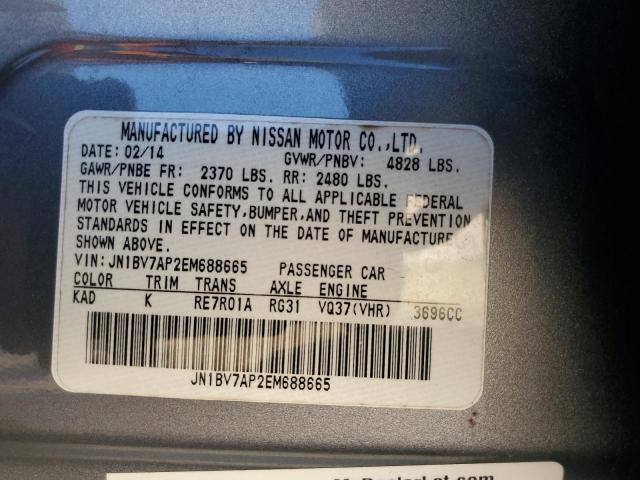 MANUFACTURED BY NISSAN MOTOR CO.,LTD.
DATE: 02/14 GVWR/PNBV: 4828 LBS.
GAWR/PNBE FR: 2370 LBS. RR: 2480 LBS.
THIS VEHICLE CONFORMS TO ALL APPLICABLE FEDERAL
MOTOR VEHICLE SAFETY,BUMPER,AND THEFT PREVENTION
STANDARDS IN EFFECT ON THE DATE OF MANUFACTURE
SHOWN ABOVE.
VIN:JN1BV7AP2EM688665 PASSENGER CAR
COLOR TRIM TRANS AXLE ENGINE
KAD K RE7R01A RG31 VQ37(VHR) 3696CC
JN1BV7AP2EM688665